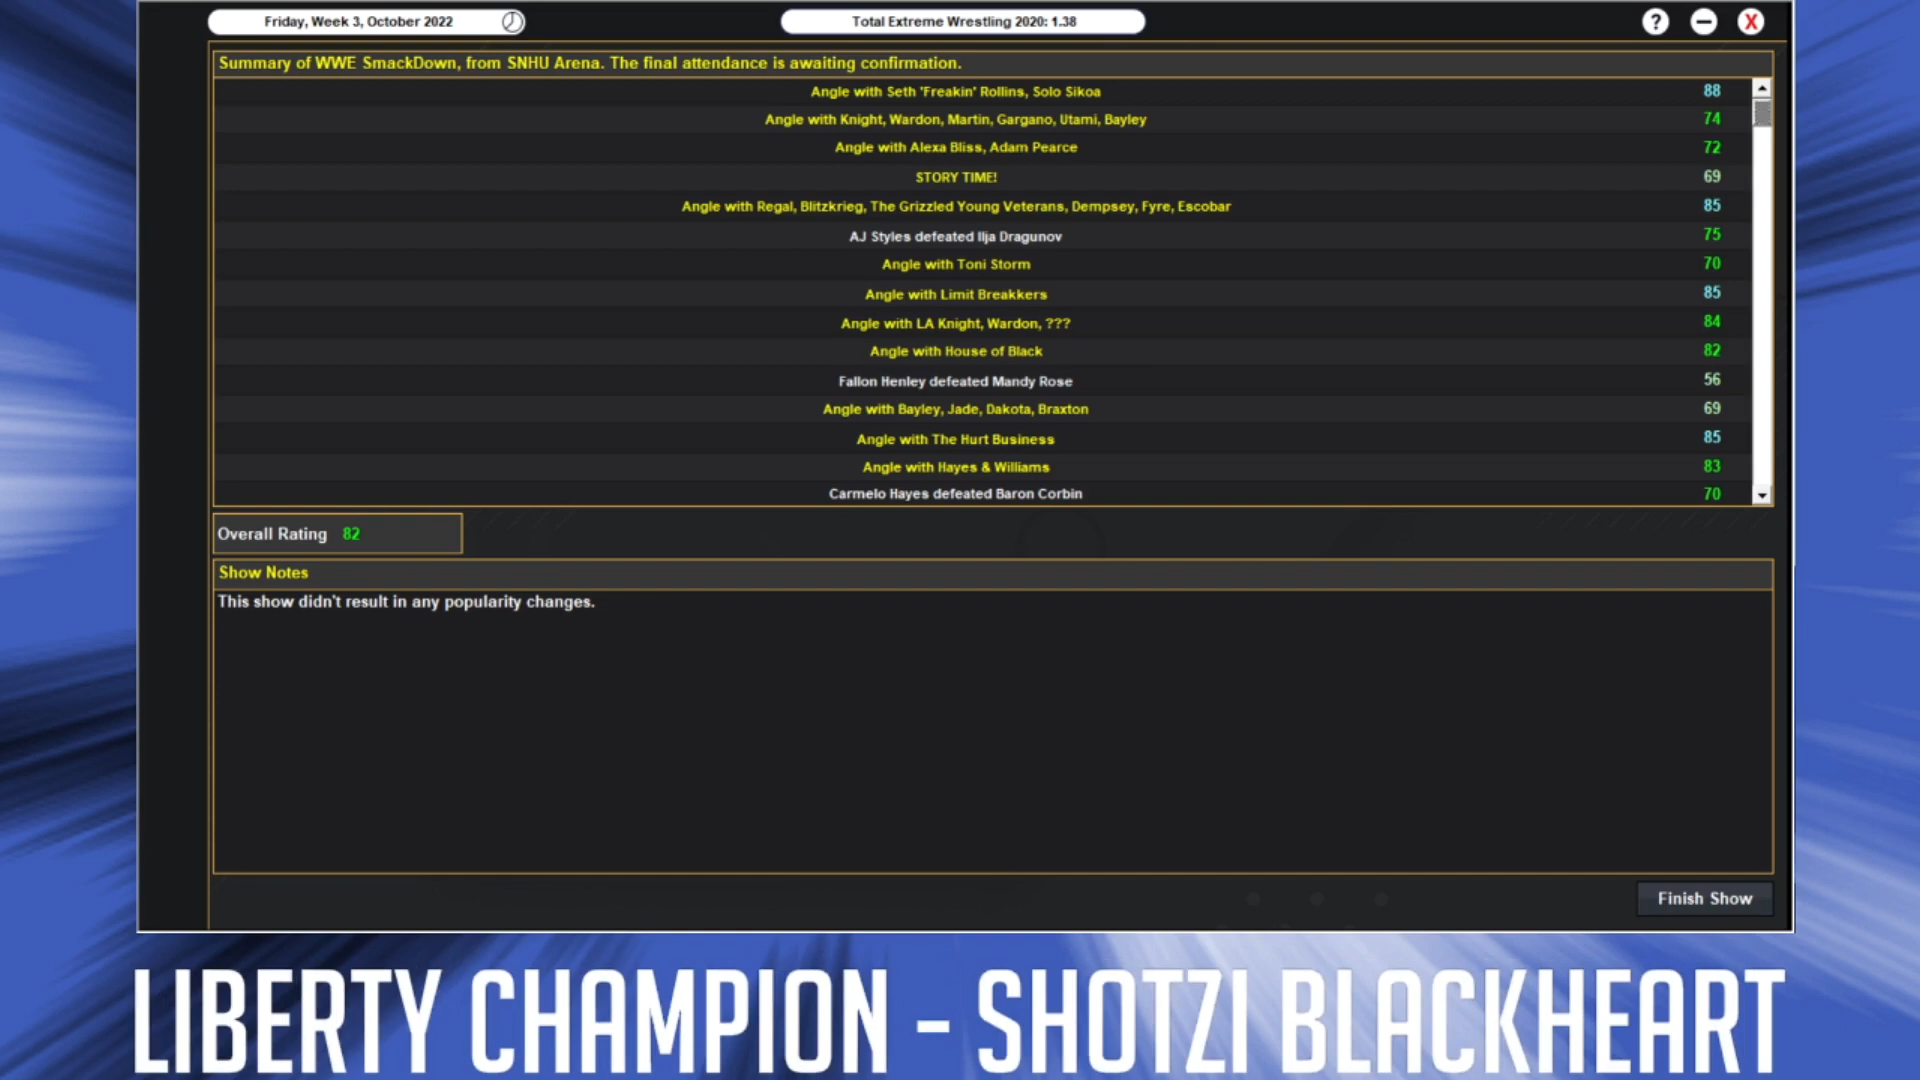 Friday, Week 3, October 2022
Total Extreme Wrestling 2020: 1.38
?
X
Summary of WWE SmackDown, from SNHU Arena. The final attendance is awaiting confirmation.
Angle with Seth 'Freakin' Rollins, Solo Sikoa 88
Angle with Knight, Wardon, Martin, Gargano, Utami, Bayley 74
Angle with Alexa Bliss, Adam Pearce 72
STORY TIME! 69
Angle with Regal, Blitzkrieg, The Grizzled Young Veterans, Dempsey, Fyre, Escobar 85
AJ Styles defeated Ilja Dragunov 75
Angle with Toni Storm 70
Angle with Limit Breakkers 85
Angle with LA Knight, Wardon, ??? 84
Angle with House of Black 82
Fallon Henley defeated Mandy Rose 56
Angle with Bayley, Jade, Dakota, Braxton 69
Angle with The Hurt Business 85
Angle with Hayes & Williams 83
Carmelo Hayes defeated Baron Corbin 70
Overall Rating 82
Show Notes
This show didn't result in any popularity changes.
Finish Show
LIBERTY CHAMPION - SHOTZI BLACKHEART